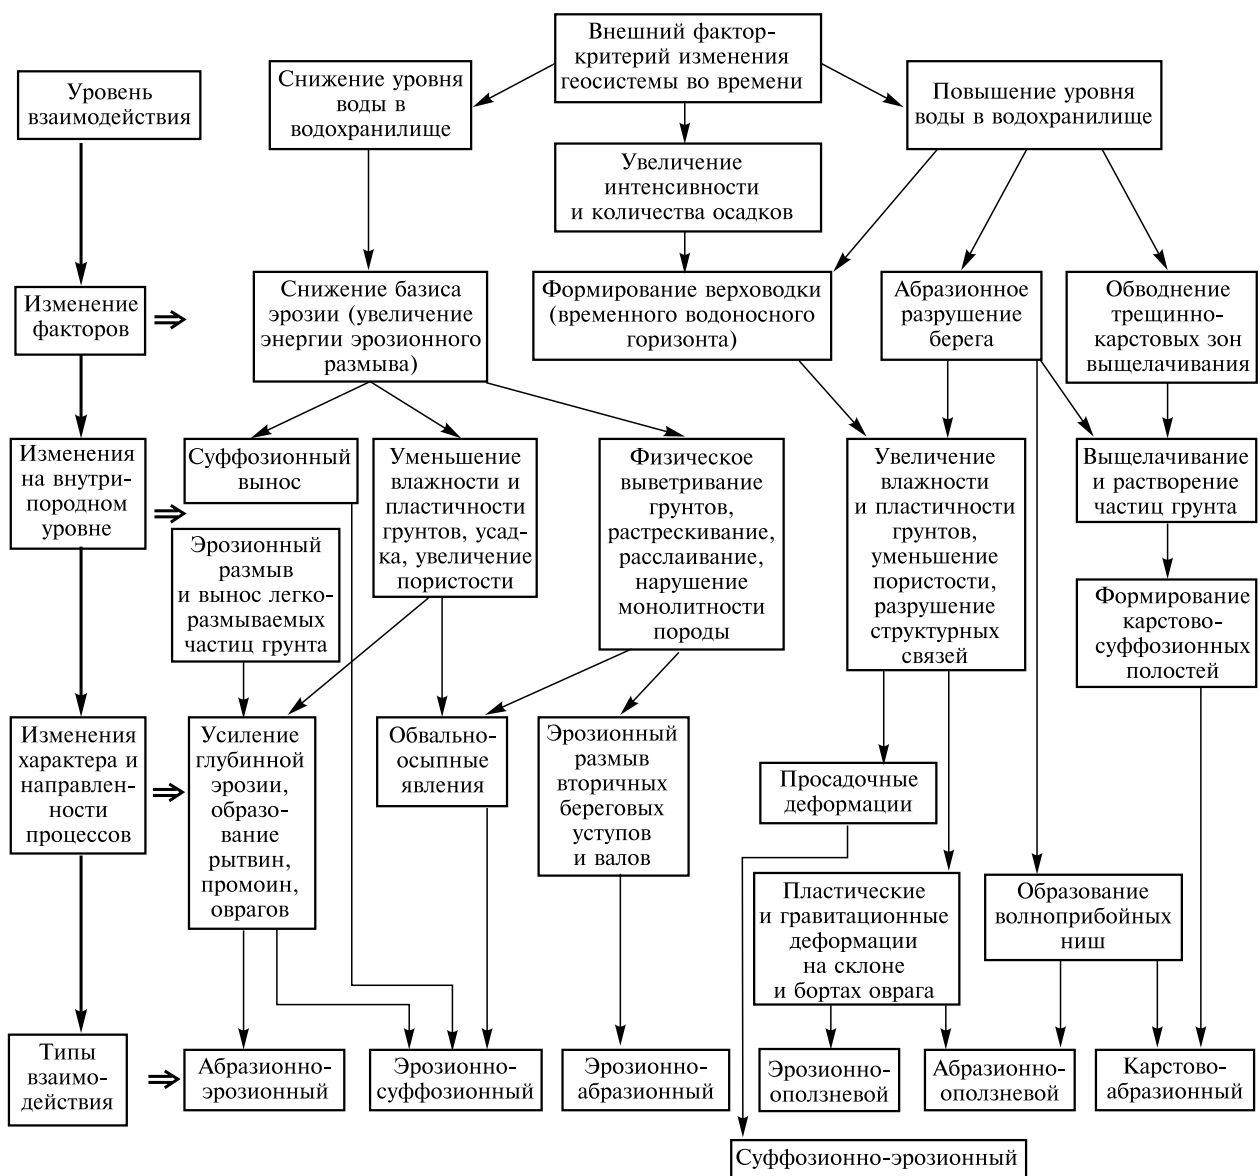 Внешний фактор-
критерий изменения
геосистемы во времени
Снижение уровня
воды в
водохранилище
Повышение уровня
воды в водохранилище
Уровень
взаимодействия
Увеличение
интенсивности
и количества осадков
Изменение
факторов
Снижение базиса
эрозии (увеличение
энергии эрозионного
размыва)
Формирование верховодки
(временного водоносного
горизонта)
Абразионное
разрушение
берега
Обводнение
трещинно-
карстовых зон
выщелачивания
Изменения
на внутри-
породном
уровне
Суффозионный
вынос
Эрозионный
размыв
и вынос легко-
размываемых
частиц грунта
Уменьшение
влажности и
пластичности
грунтов, усад-
ка, увеличение
пористости
Физическое
выветривание
грунтов,
растрескивание,
расслаивание,
нарушение
монолитности
породы
Увеличение
влажности
и пластичности
грунтов,
уменьшение
пористости,
разрушение
структурных
связей
Выщелачивание
и растворение
частиц грунта
Формирование
карстово-
суффозионных
полостей
Изменения
характера и
направлен-
ности
процессов
Усиление
глубинной
эрозии,
образо-
вание
рытвин,
промоин,
оврагов
Обвально-
осыпные
явления
Эрозионный
размыв
вторичных
береговых
уступов
и валов
Просадочные
деформации
Пластические
и гравитационные
деформации
на склоне
и бортах оврага
Образование
волноприбойных
ниш
Типы
взаимо-
действия
Абразионно-
эрозионный
Эрозионно-
суффозионный
Эрозионно-
абразионный
Эрозионно-
оползневой
Абразионно-
оползневой
Карстово-
абразионный
Суффозионно-эрозионный